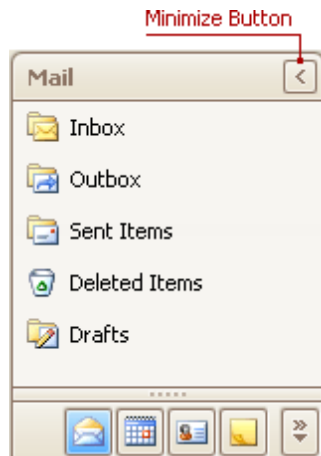 Minimize Button
Mail
Inbox
Outbox
Sent Items
Deleted Items
Drafts